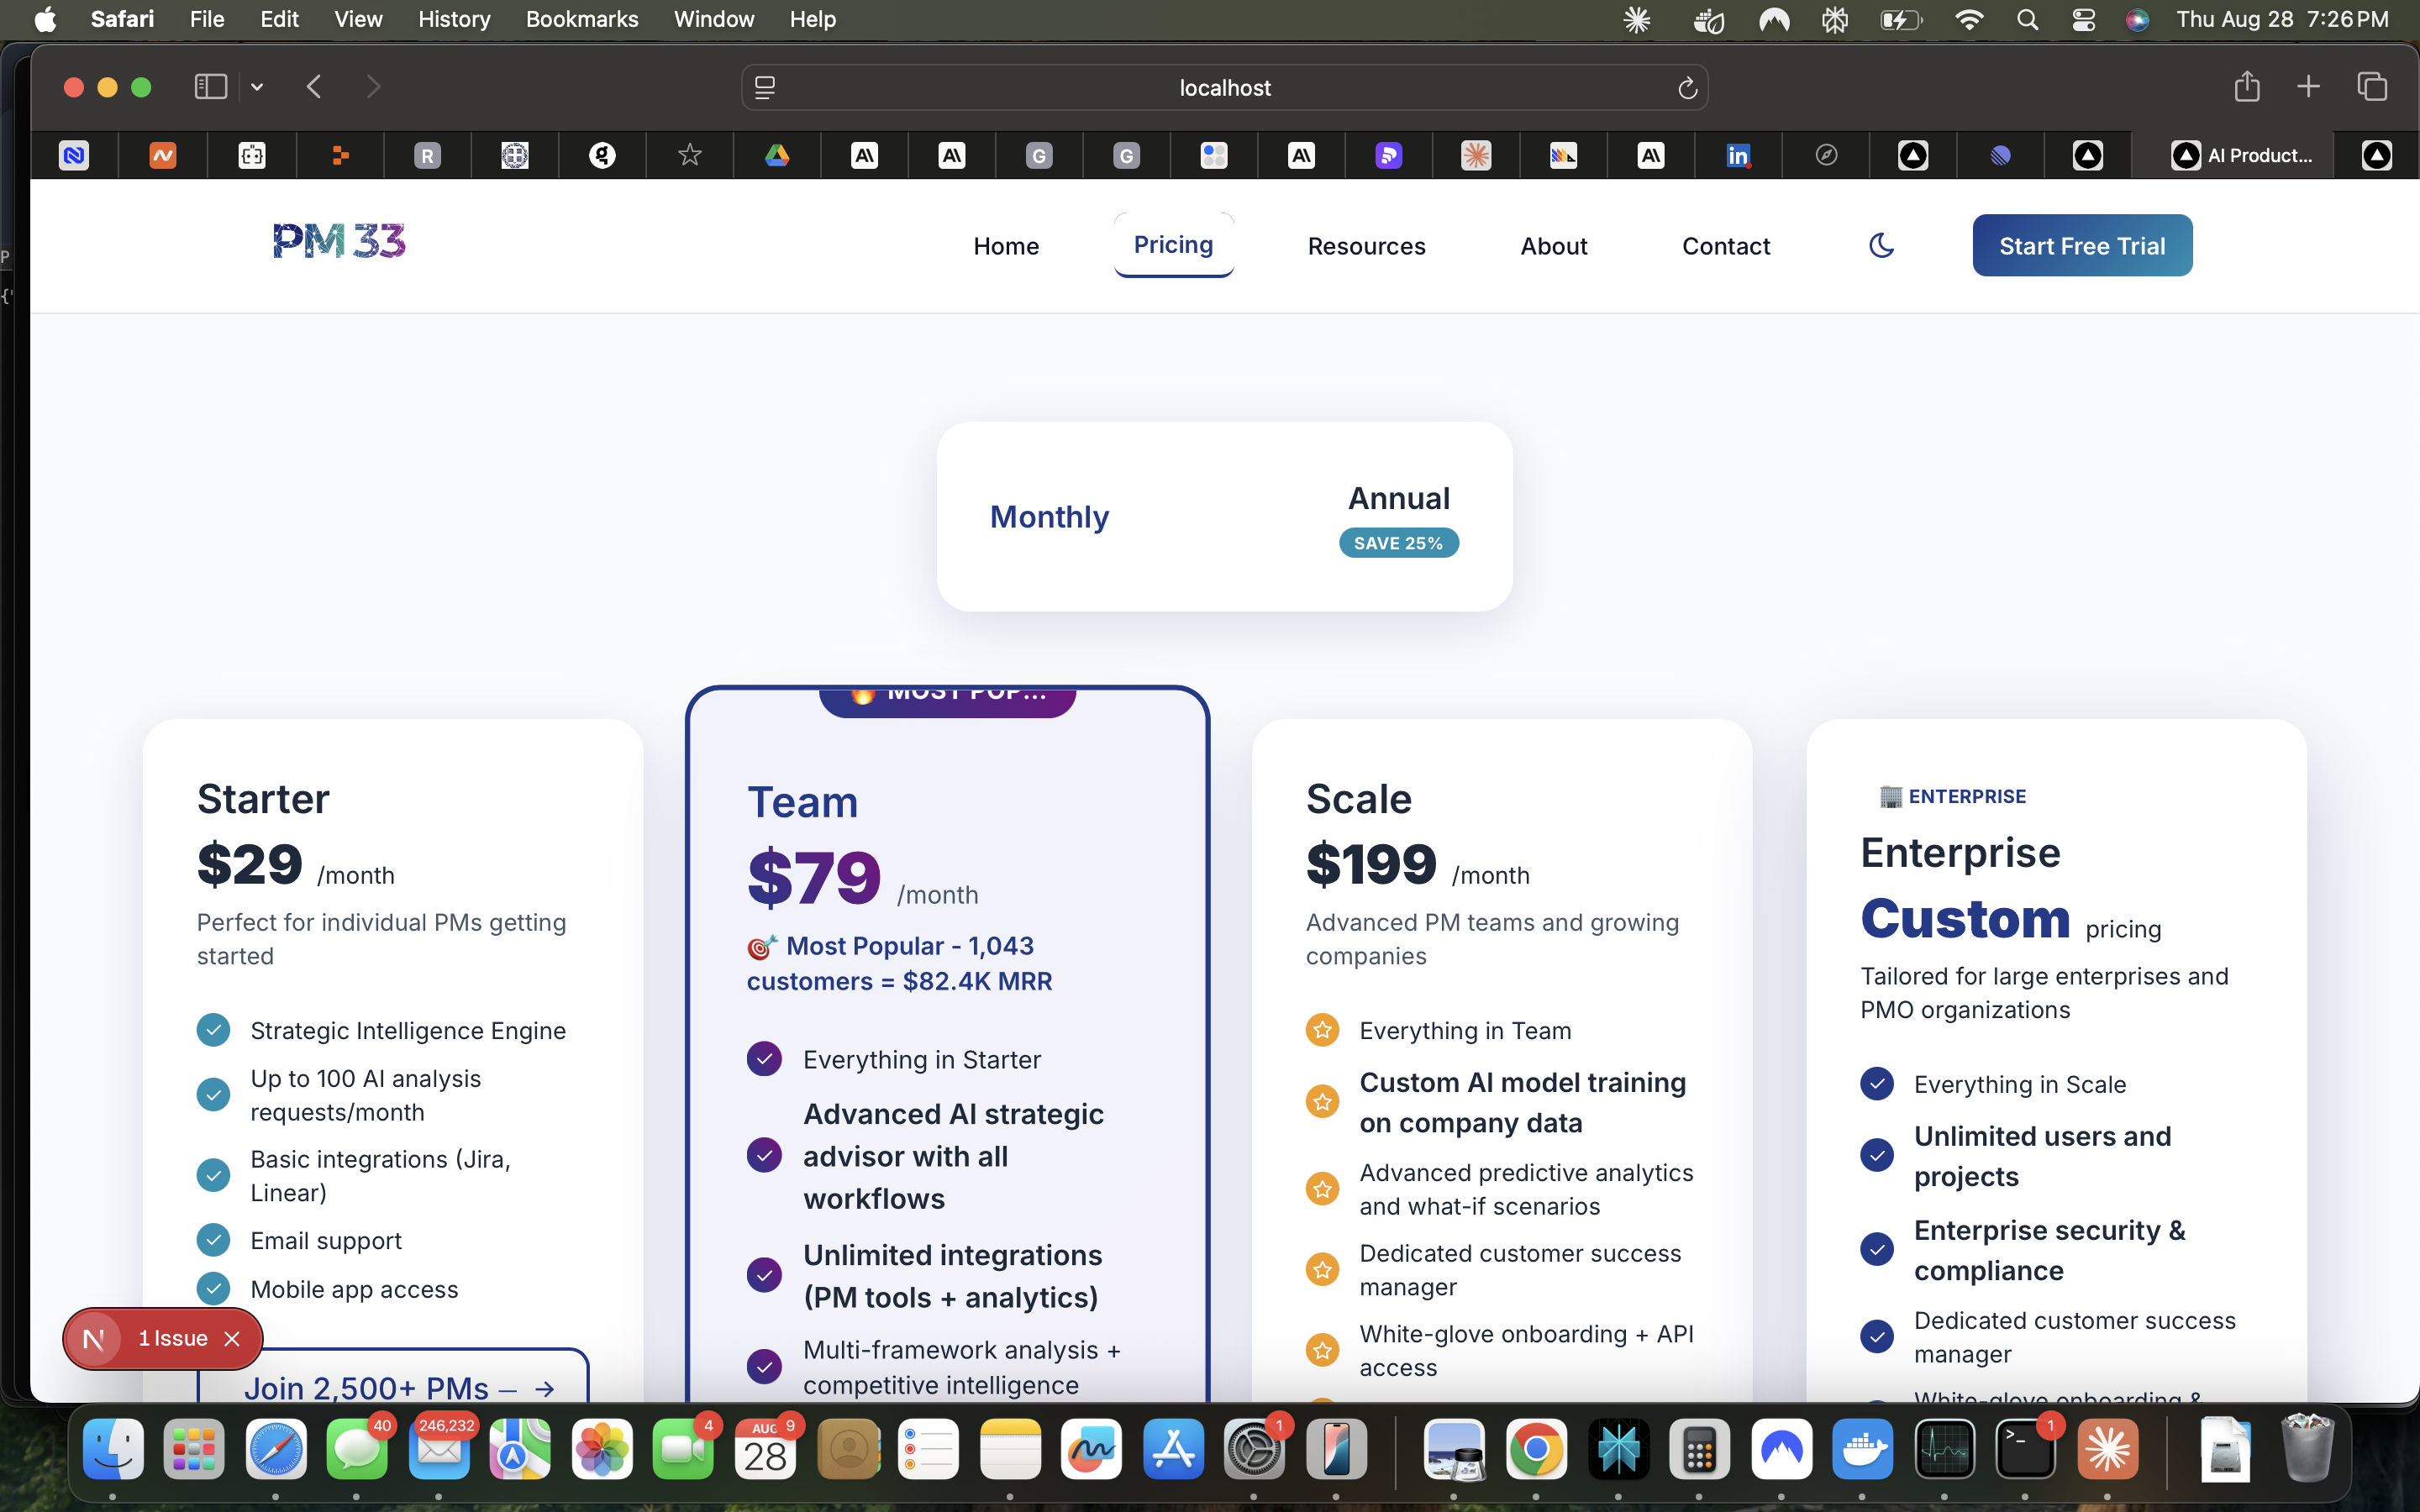 Safari File Edit View History Bookmarks Window Help Thu Aug 28 7:26 PM
localhost
AI Product...
PM 33 Home Pricing Resources About Contact Start Free Trial
Monthly
Annual
SAVE 25%
🔥 MOST POP...
Starter
$29 /month
Perfect for individual PMs getting
started
Strategic Intelligence Engine
Up to 100 AI analysis
requests/month
Basic integrations (Jira,
Linear)
Email support
Mobile app access
Join 2,500+ PMs — →
Team
$79 /month
🎯 Most Popular - 1,043
customers = $82.4K MRR
Everything in Starter
Advanced AI strategic
advisor with all
workflows
Unlimited integrations
(PM tools + analytics)
Multi-framework analysis +
competitive intelligence
Scale
$199 /month
Advanced PM teams and growing
companies
Everything in Team
Custom AI model training
on company data
Advanced predictive analytics
and what-if scenarios
Dedicated customer success
manager
White-glove onboarding + API
access
🏢 ENTERPRISE
Enterprise
Custom pricing
Tailored for large enterprises and
PMO organizations
Everything in Scale
Unlimited users and
projects
Enterprise security &
compliance
Dedicated customer success
manager
White-glove onboarding &
N 1 Issue
40
246,232
4
AUG
28
9
1
1